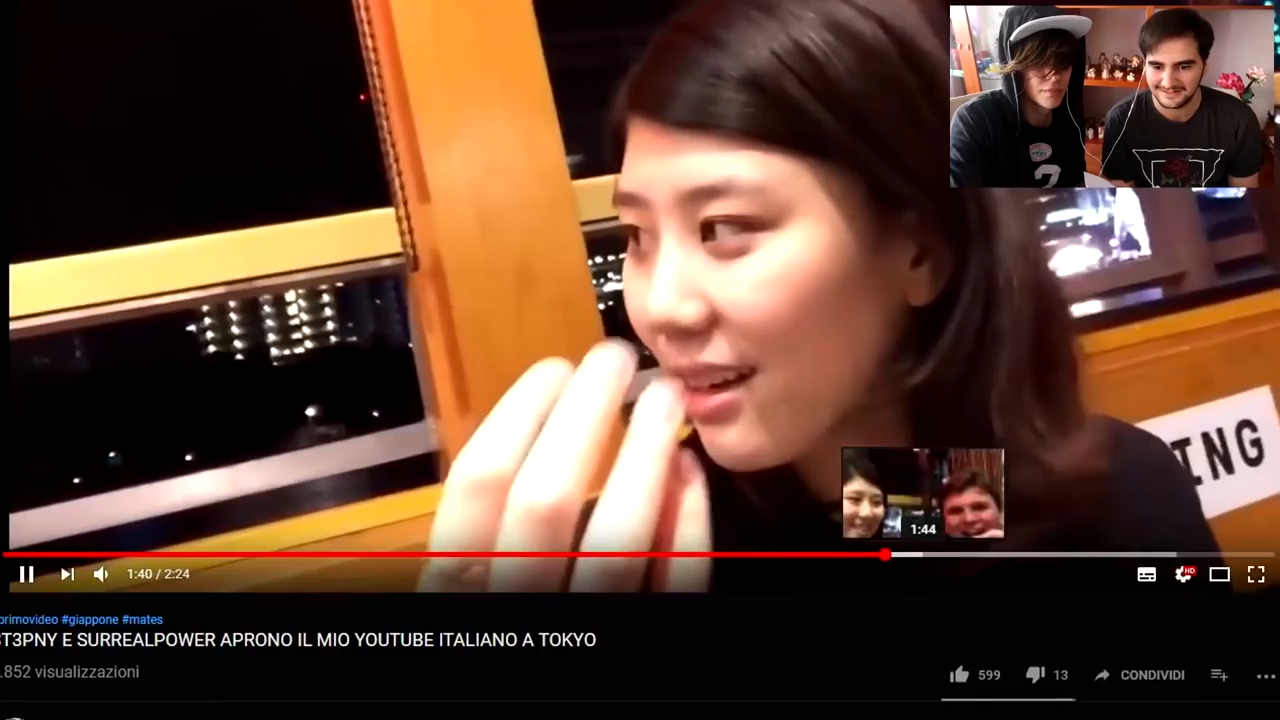 ING
1:44
1:40 / 2:24
HD
primovideo #giappone #mates
ST3PNY E SURREALPOWER APRONO IL MIO YOUTUBE ITALIANO A TOKYO
.852 visualizzazioni
599
13
CONDIVIDI